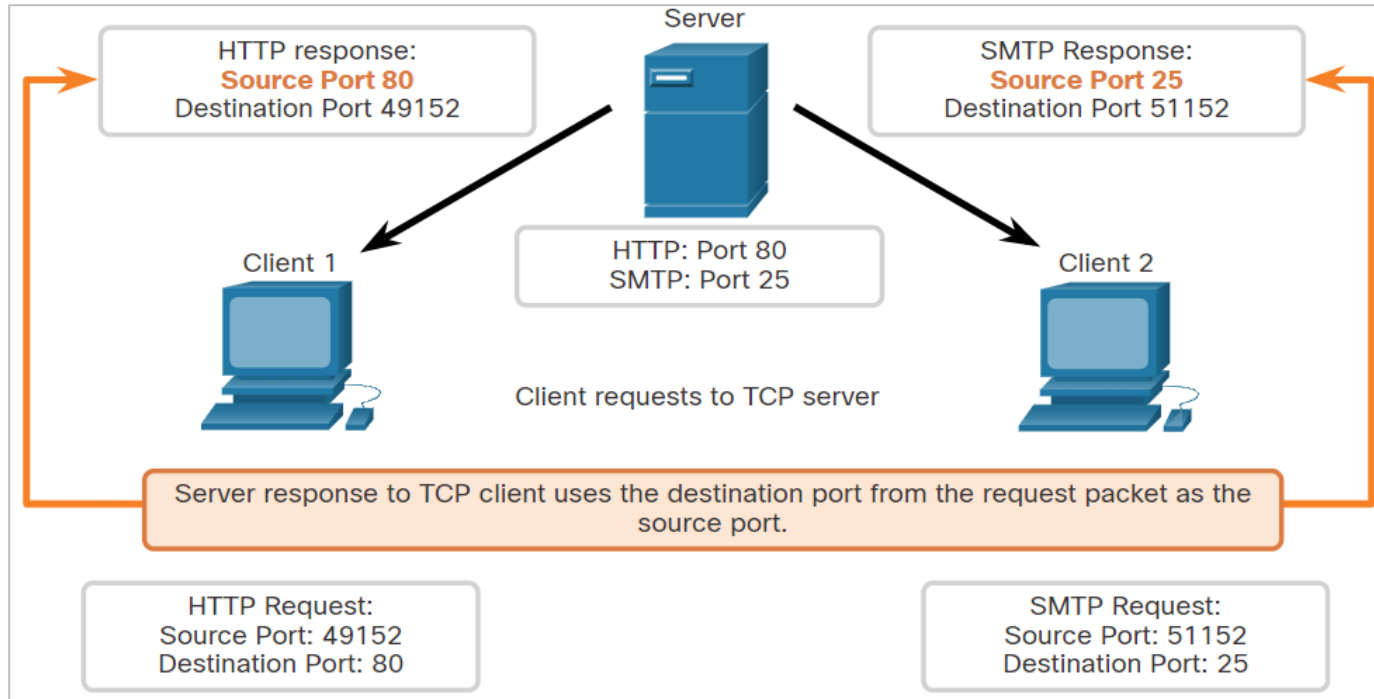 Server
HTTP response:
Source Port 80
Destination Port 49152
SMTP Response:
Source Port 25
Destination Port 51152
HTTP: Port 80
SMTP: Port 25
Client 1
Client 2
Client requests to TCP server
Server response to TCP client uses the destination port from the request packet as the
source port.
HTTP Request:
Source Port: 49152
Destination Port: 80
SMTP Request:
Source Port: 51152
Destination Port: 25